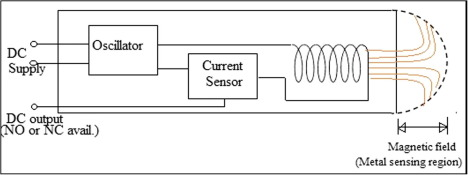 DC
Supply
Oscillator
Current
Sensor
DC output
(NO or NC avail.)
Magnetic field
(Metal sensing region)